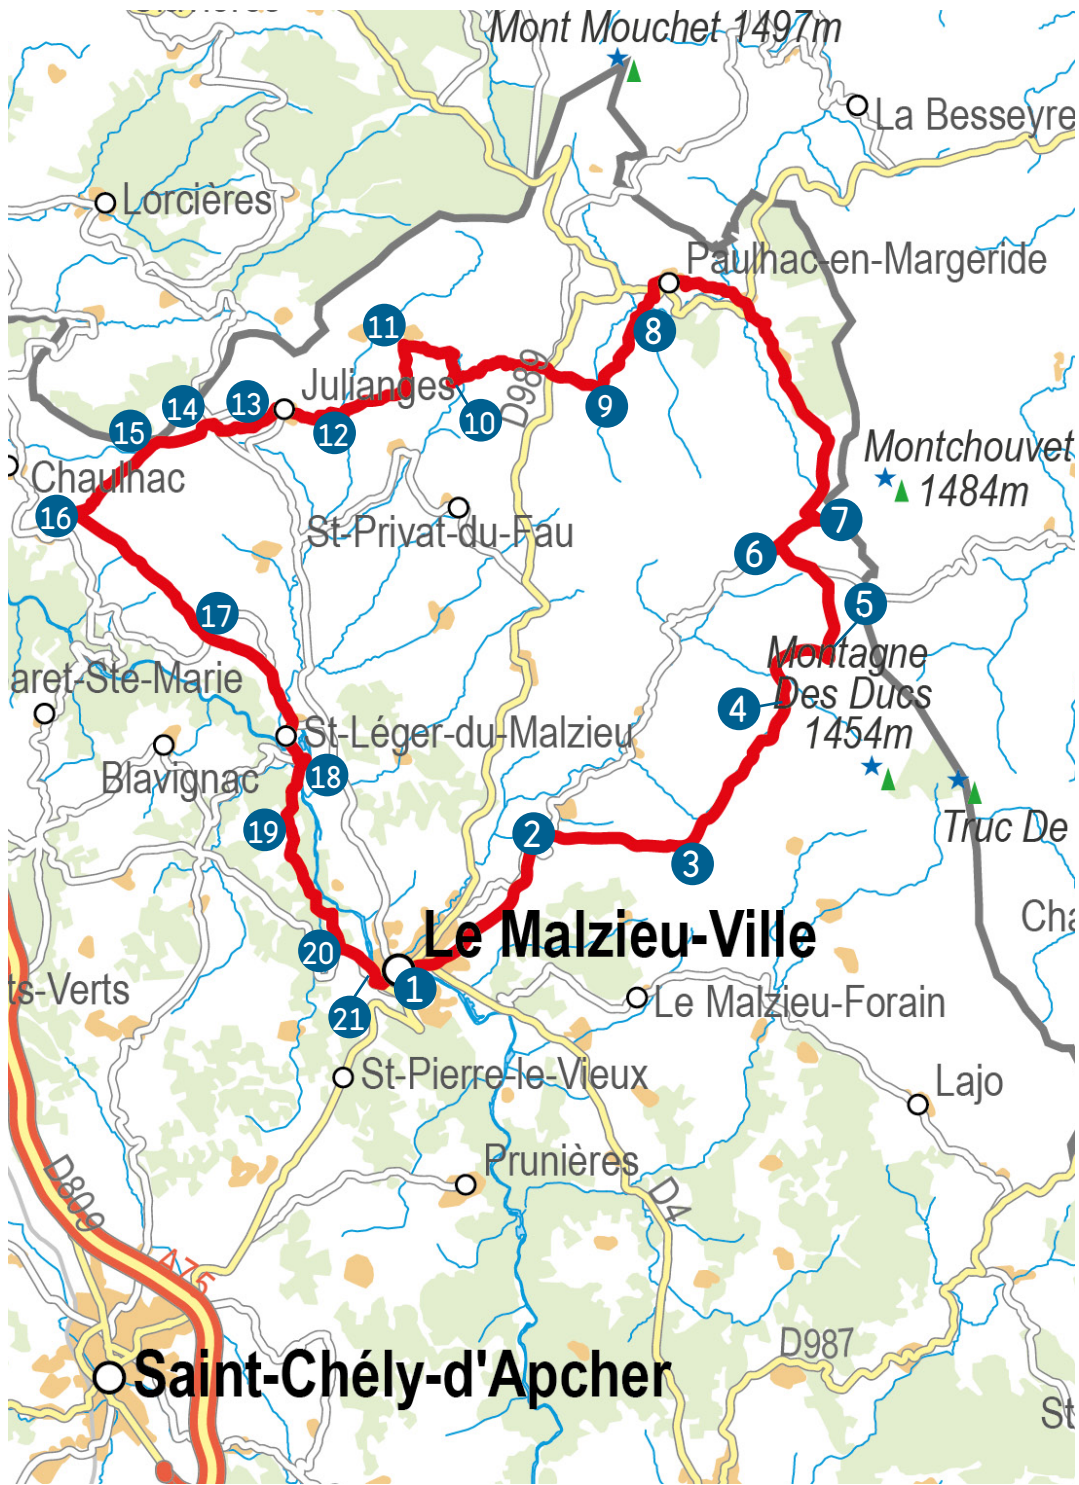 Mont Mouchet 1497m
La Besseyre
Lorcières
Paulhac-en-Margeride
8
11
D989
Julianges
9
10
12
13
14
15
Montchouvet
1484m
Chaulhac
16
St-Privat-du-Fau
7
6
5
17
Montagne
Des Ducs
1454m
4
aret-Ste-Marie
St-Léger-du-Malzieu
Blavignac
18
19
2
3
Truc De
Le Malzieu-Ville
Cha
20
1
21
ts-Verts
Le Malzieu-Forain
St-Pierre-le-Vieux
Lajo
Prunières
D4
D809
A75
D987
Saint-Chély-d'Apcher
St